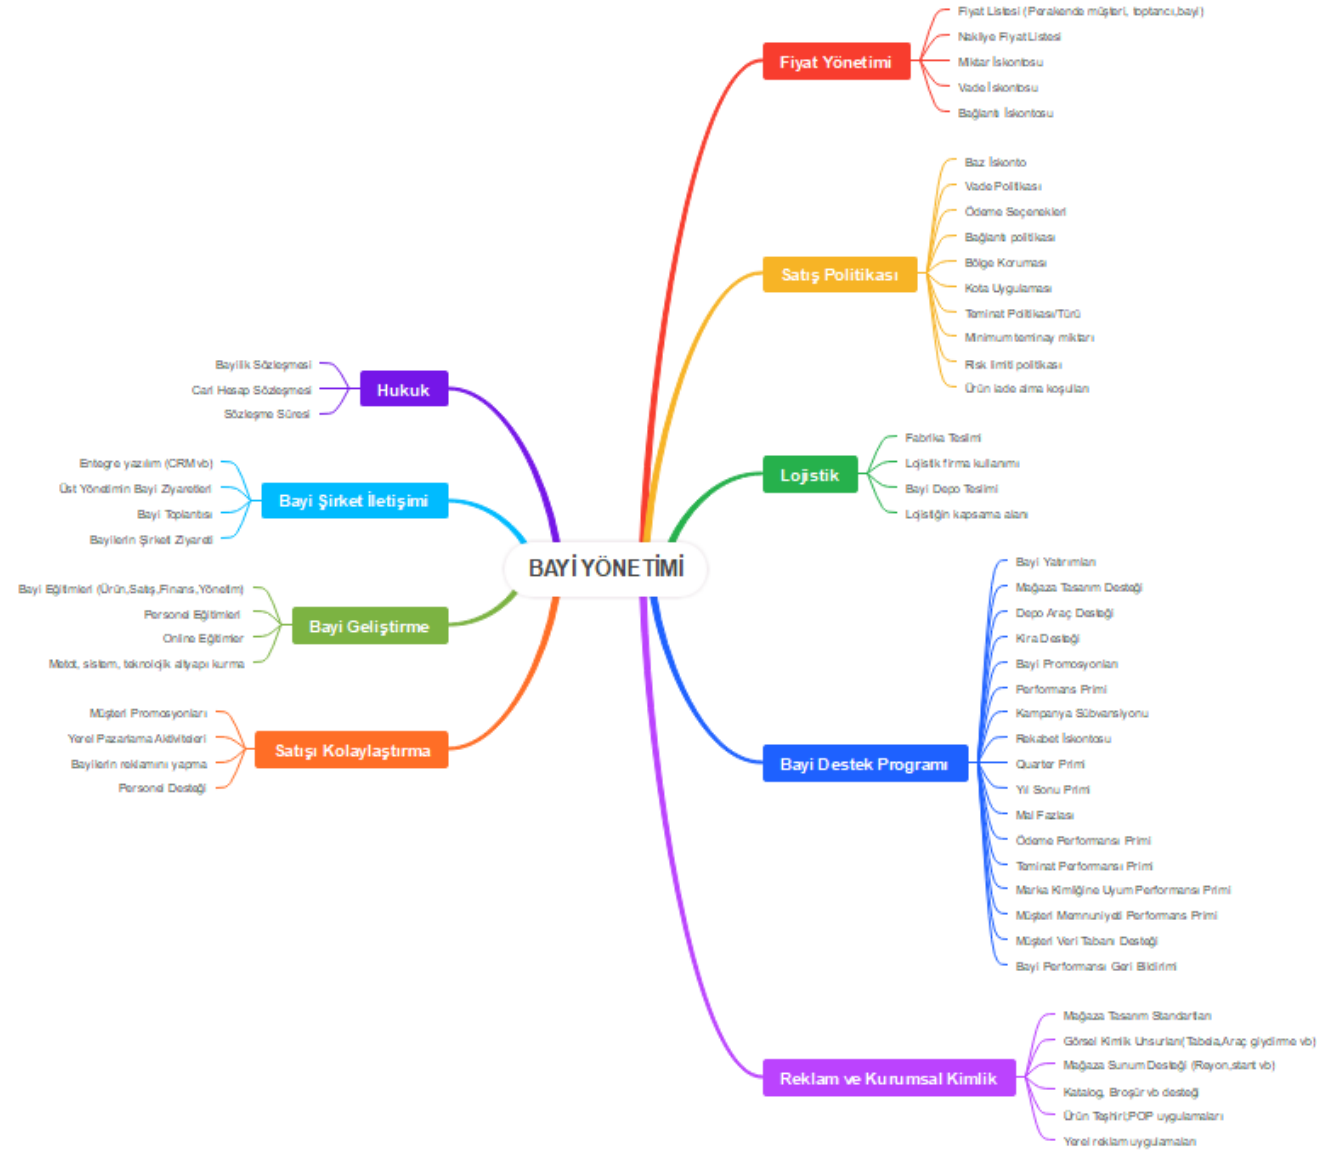 BAYİ YÖNETİMİ
Fiyat Yönetimi
Fiyat Listesi (Perakende müşteri, toptancı,bayi)
Nakliye Fiyat Listesi
Miktar İskontosu
Vade İskontosu
Bağlantı İskontosu
Satış Politikası
Baz İskonto
Vade Politikası
Ödeme Seçenekleri
Bağlantı politikası
Bölge Koruması
Kota Uygulaması
Teminat Politikası/Türü
Minimum teminay miktarı
Risk limiti politikası
Ürün iade alma koşulları
Lojistik
Fabrika Teslimi
Lojistik firma kullanımı
Bayi Depo Teslimi
Lojistiğin kapsama alanı
Bayi Destek Programı
Bayi Yatırımları
Mağaza Tasarım Desteği
Depo Araç Desteği
Kira Desteği
Bayi Promosyonları
Performans Primi
Kampanya Sübvansiyonu
Rekabet İskontosu
Quarter Primi
Yıl Sonu Primi
Mal Fazlası
Ödeme Performansı Primi
Teminat Performansı Primi
Marka Kimliğine Uyum Performansı Primi
Müşteri Memnuniyeti Performans Primi
Müşteri Veri Tabanı Desteği
Bayi Performansı Geri Bildirimi
Reklam ve Kurumsal Kimlik
Mağaza Tasarım Standartları
Görsel Kimlik Unsurları(Tabela,Araç giydirme vb)
Mağaza Sunum Desteği (Reyon,stant vb)
Katalog, Broşür vb desteği
Ürün Teşhiri,POP uygulamaları
Yerel reklam uygulamaları
Hukuk
Bayilik Sözleşmesi
Cari Hesap Sözleşmesi
Sözleşme Süresi
Bayi Şirket İletişimi
Entegre yazılım (CRM vb)
Üst Yönetimin Bayi Ziyaretleri
Bayi Toplantısı
Bayilerin Şirket Ziyareti
Bayi Geliştirme
Bayi Eğitimleri (Ürün,Satış,Finans,Yönetim)
Personel Eğitimleri
Online Eğitimler
Metot, sistem, teknolojik altyapı kurma
Satışı Kolaylaştırma
Müşteri Promosyonları
Yerel Pazarlama Aktiviteleri
Bayilerin reklamını yapma
Personel Desteği